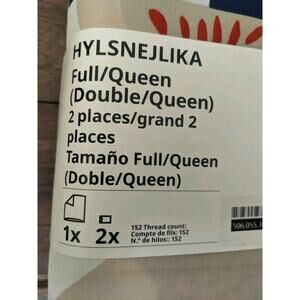 HYLSNEJLIKA
Full/Queen
(Double/Queen)
2 places/grand 2
places
Tamaño Full/Queen
(Doble/Queen)
1x 2x
152 Thread count:
Compte de fils: 152
N.° de hilos:: 152